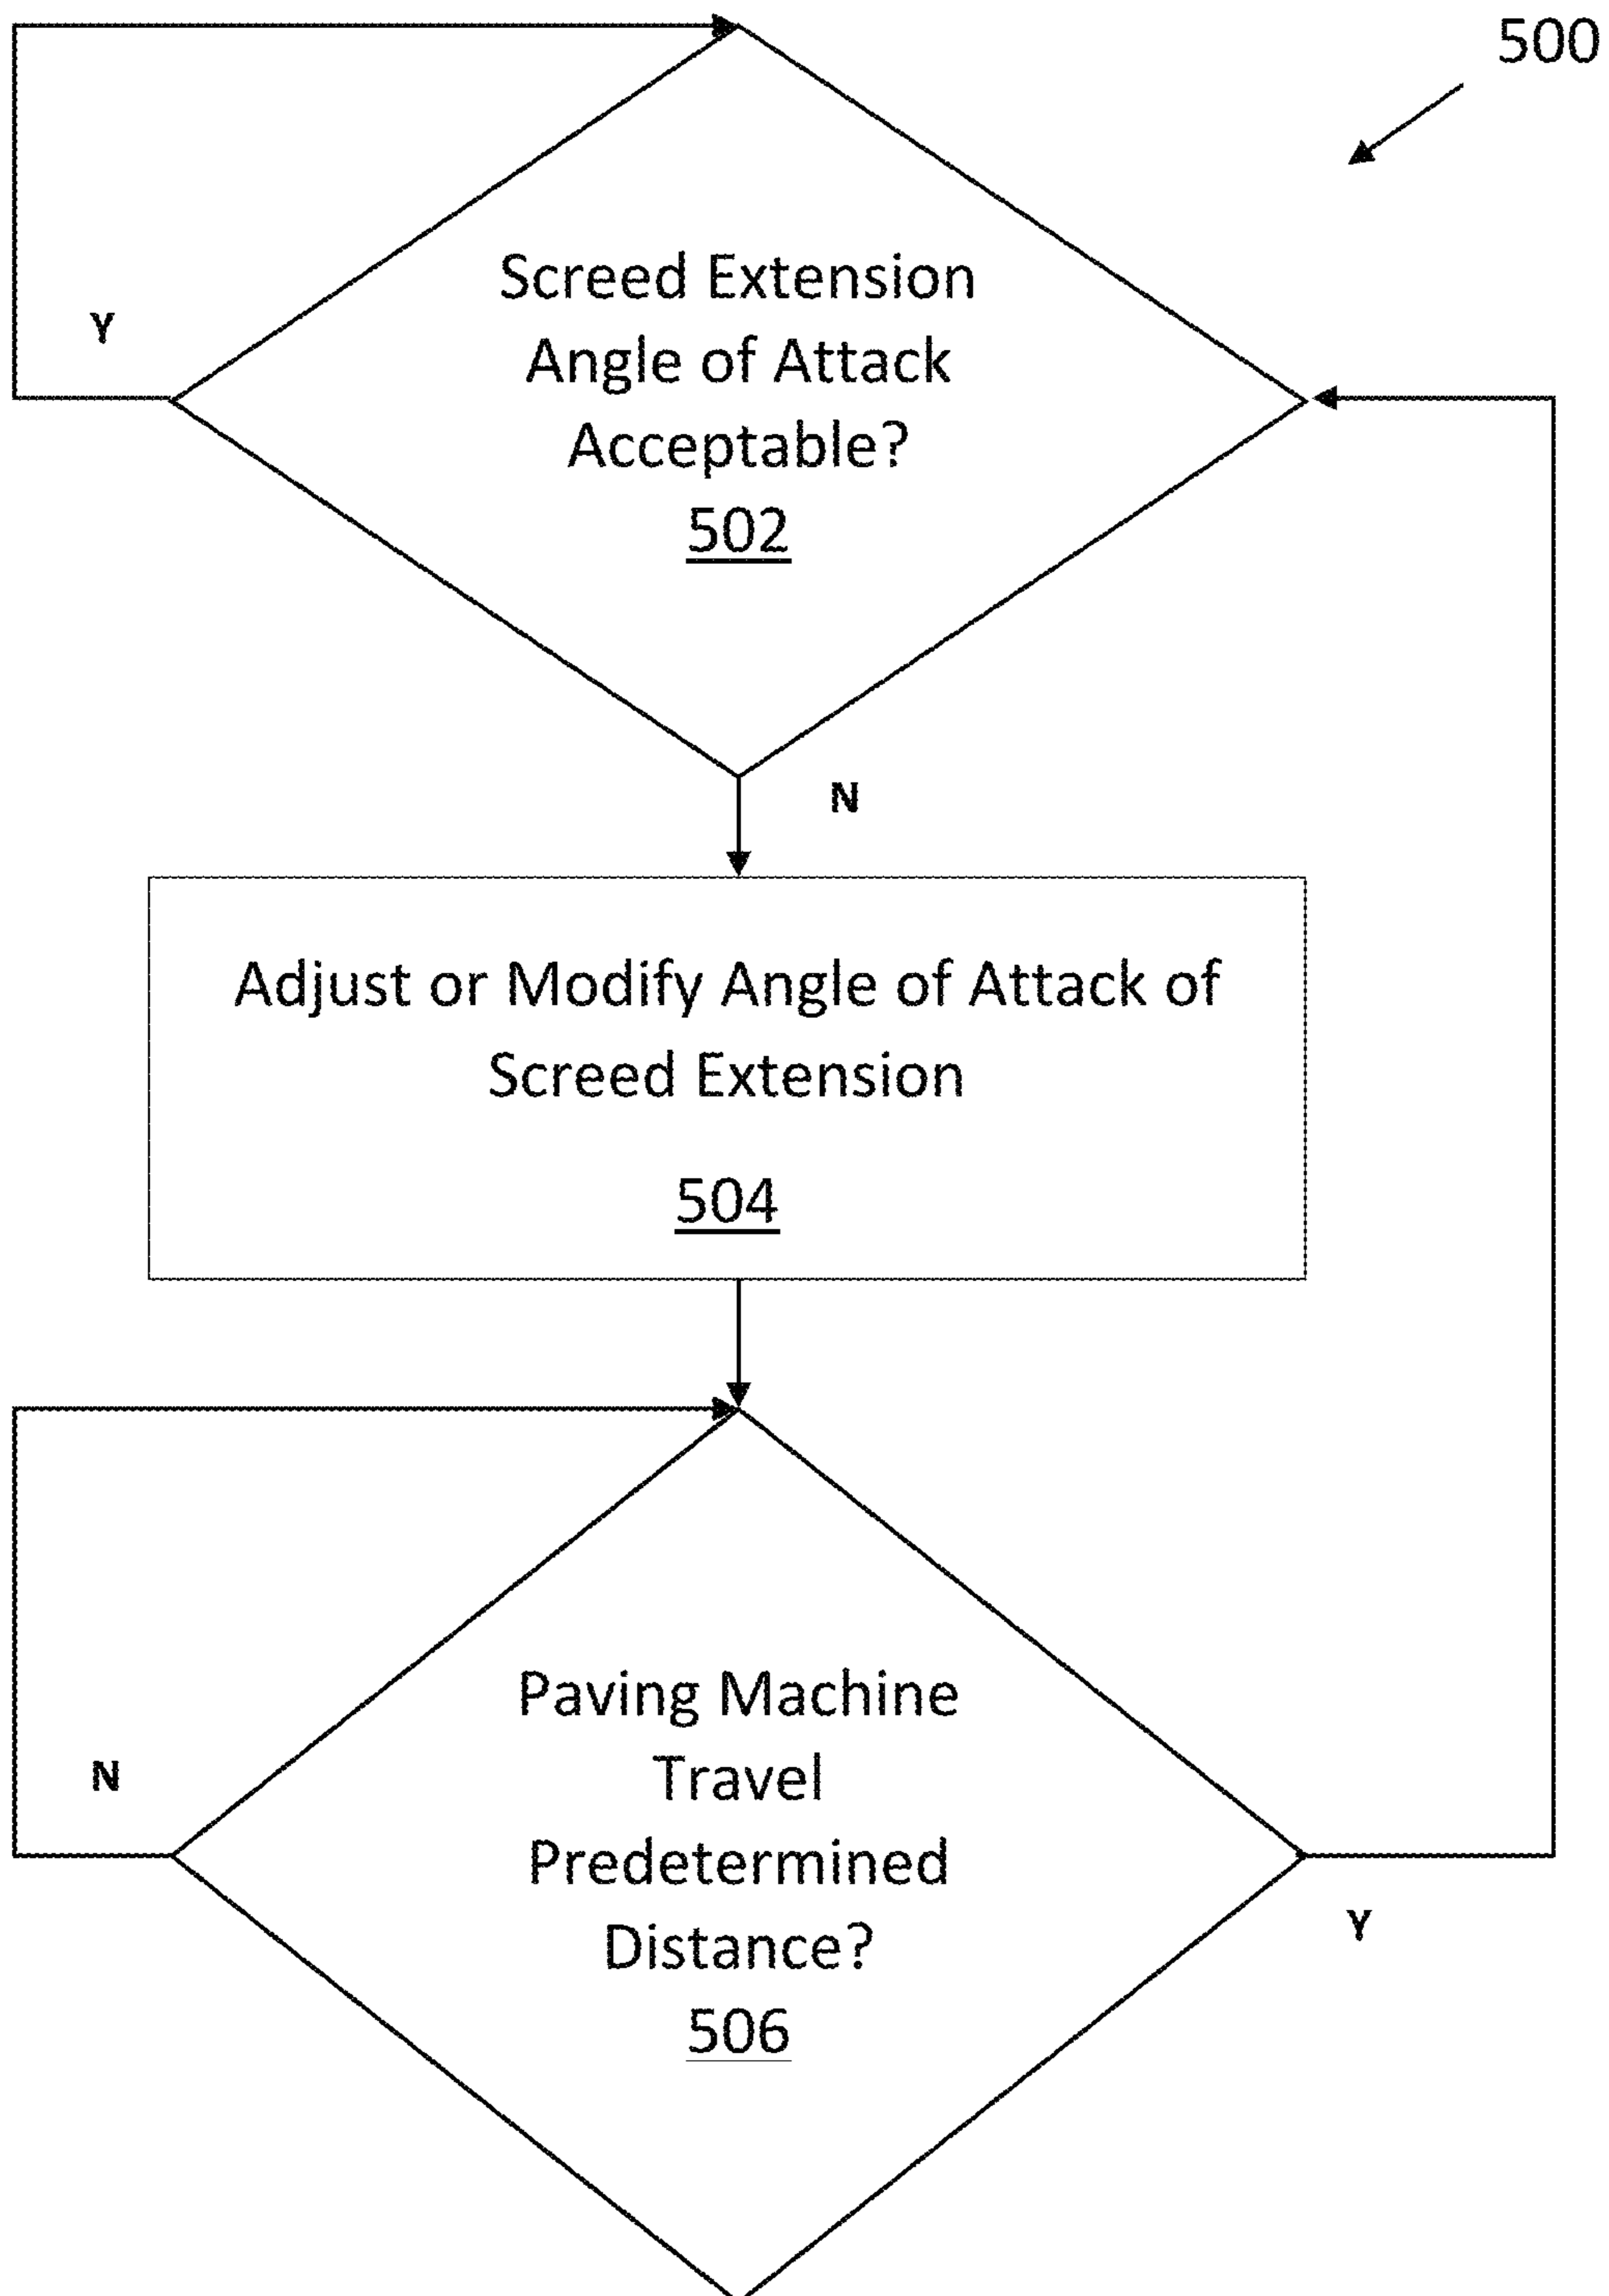 500
Screed Extension
Angle of Attack
Acceptable?
502
Y
N
Adjust or Modify Angle of Attack of
Screed Extension
504
Paving Machine
Travel
Predetermined
Distance?
506
N
Y